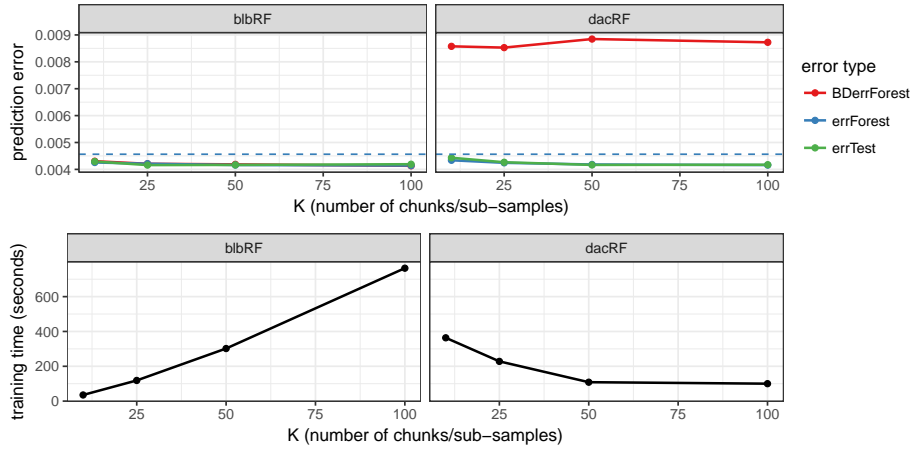 blbRF
dacRF
prediction error
0.009
0.008
0.007
0.006
0.005
0.004
25
50
75
100
25
50
75
100
K (number of chunks/sub−samples)
error type
BDerrForest
errForest
errTest
blbRF
dacRF
training time (seconds)
600
400
200
0
25
50
75
100
25
50
75
100
K (number of chunks/sub−samples)